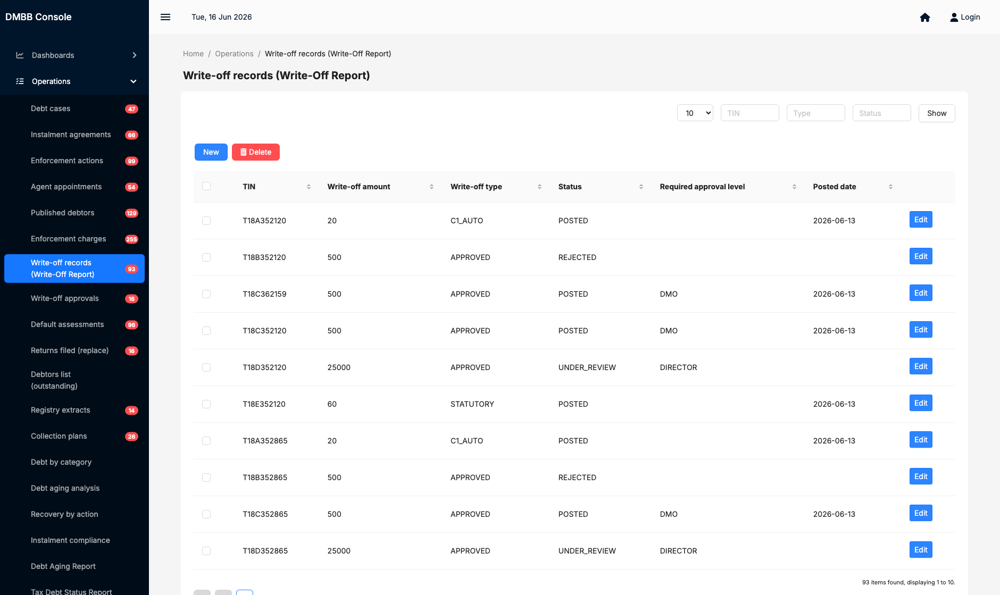 DMBB Console
Tue, 16 Jun 2026
Login
Dashboards
Operations
Debt cases 47
Instalment agreements 66
Enforcement actions 99
Agent appointments 54
Published debtors 129
Enforcement charges 255
Write-off records
(Write-Off Report) 93
Write-off approvals 16
Default assessments 96
Returns filed (replace) 16
Debtors list
(outstanding)
Registry extracts 14
Collection plans 26
Debt by category
Debt aging analysis
Recovery by action
Instalment compliance
Debt Aging Report
Tax Debt Status Report
Home / Operations / Write-off records (Write-Off Report)
Write-off records (Write-Off Report)
10 TIN Type Status Show
New Delete
TIN Write-off amount Write-off type Status Required approval level Posted date
T18A352120 20 C1_AUTO POSTED 2026-06-13 Edit
T18B352120 500 APPROVED REJECTED Edit
T18C362159 500 APPROVED POSTED DMO 2026-06-13 Edit
T18C352120 500 APPROVED POSTED DMO 2026-06-13 Edit
T18D352120 25000 APPROVED UNDER_REVIEW DIRECTOR Edit
T18E352120 60 STATUTORY POSTED 2026-06-13 Edit
T18A352865 20 C1_AUTO POSTED 2026-06-13 Edit
T18B352865 500 APPROVED REJECTED Edit
T18C352865 500 APPROVED POSTED DMO 2026-06-13 Edit
T18D352865 25000 APPROVED UNDER_REVIEW DIRECTOR Edit
93 items found, displaying 1 to 10.